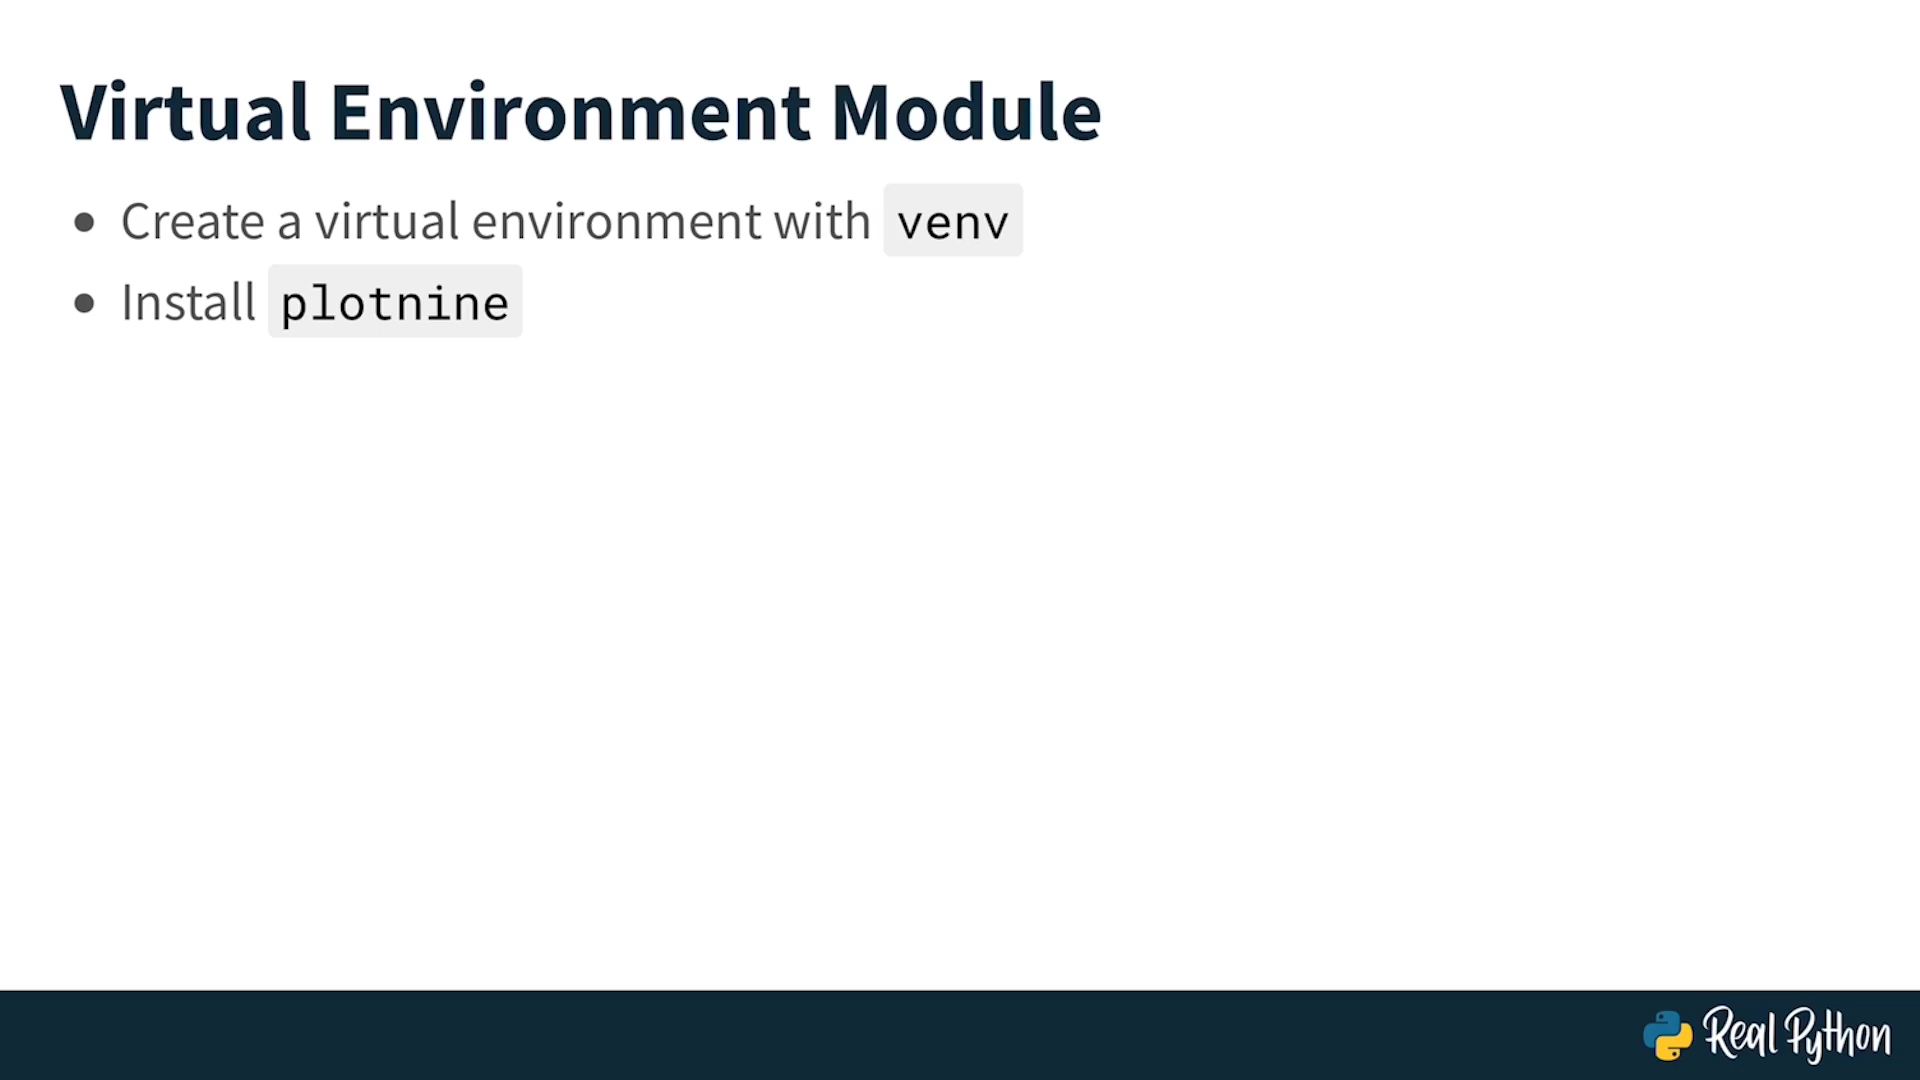 Virtual Environment Module
• Create a virtual environment with venv
• Install plotnine
Real Python